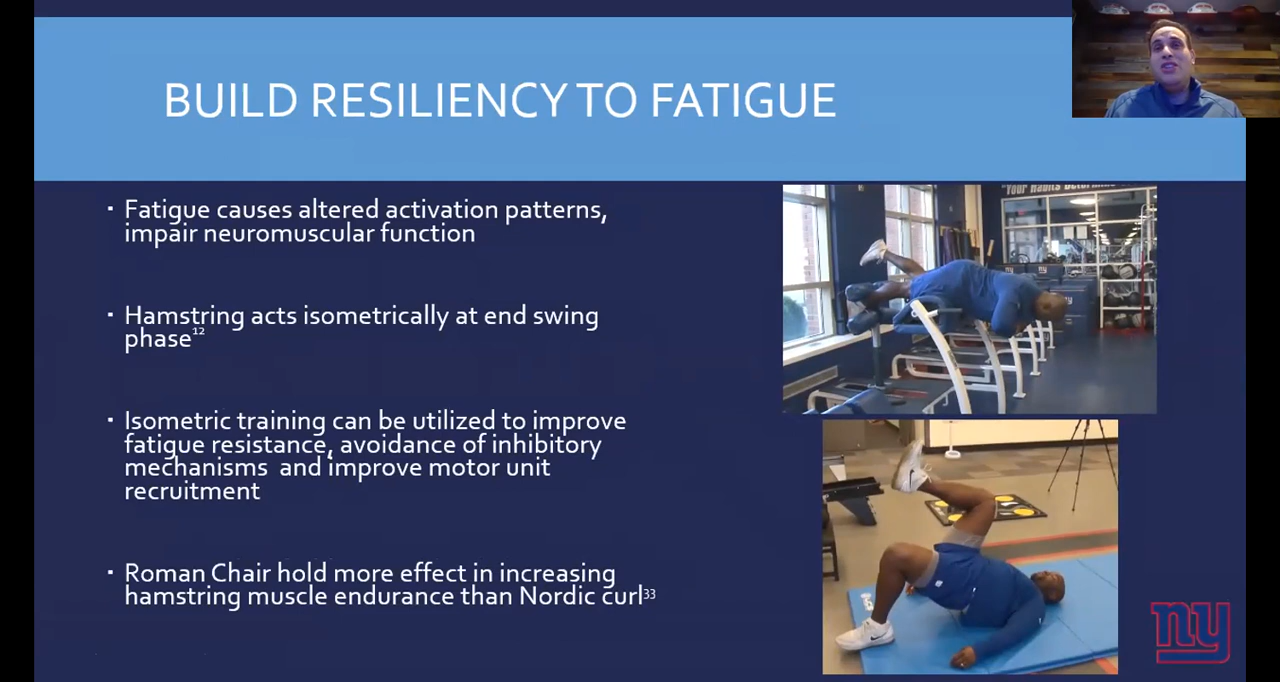 BUILD RESILIENCY TO FATIGUE
"Your Habits Determine
▪ Fatigue causes altered activation patterns,
impair neuromuscular function
▪ Hamstring acts isometrically at end swing
phase¹²
▪ Isometric training can be utilized to improve
fatigue resistance, avoidance of inhibitory
mechanisms and improve motor unit
recruitment
▪ Roman Chair hold more effect in increasing
hamstring muscle endurance than Nordic curl³³
ny